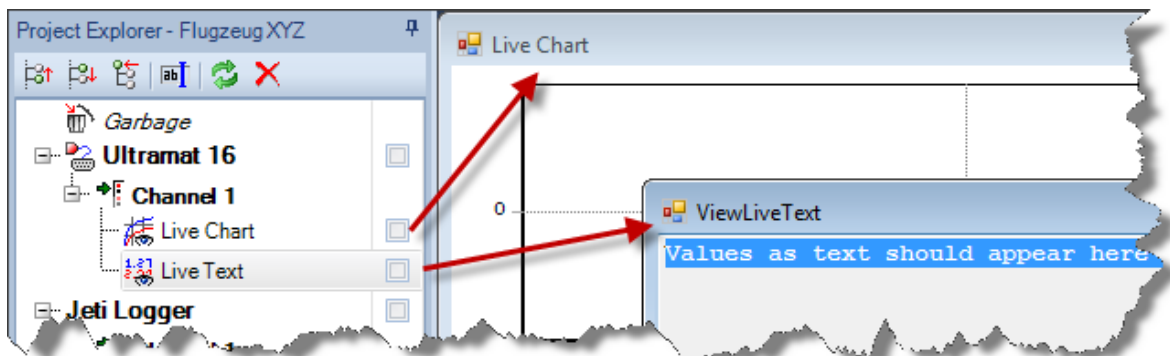 Project Explorer - Flugzeug XYZ
Garbage
Ultramat 16
Channel 1
Live Chart
Live Text
Jeti Logger
Live Chart
0
ViewLiveText
Values as text should appear here